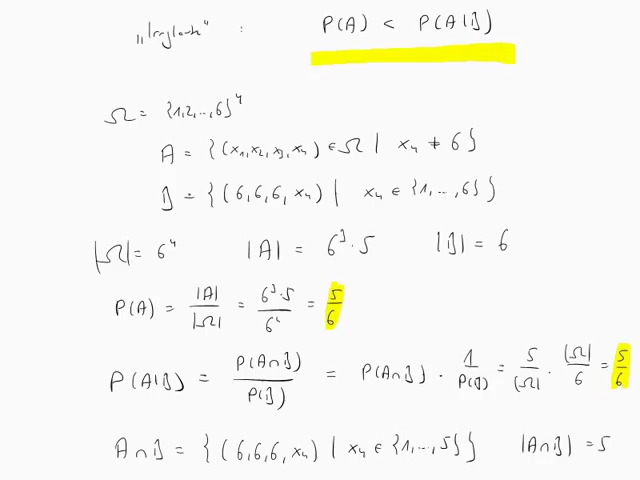 „Irrglaube" : P(A) < P(A|B)
Ω = {1,2,...,6}⁴
A = {(x₁,x₂,x₃,x₄) ∈ Ω | x₄ ≠ 6}
B = {(6,6,6,x₄) | x₄ ∈ {1,...,6}}
|Ω| = 6⁴ |A| = 6³·5 |B| = 6
P(A) = |A|/|Ω| = 6³·5/6⁴ = 5/6
P(A|B) = P(A∩B)/P(B) = P(A∩B) · 1/P(B) = 5/|Ω| · |Ω|/6 = 5/6
A∩B = {(6,6,6,x₄) | x₄ ∈ {1,...,5}} |A∩B| = 5